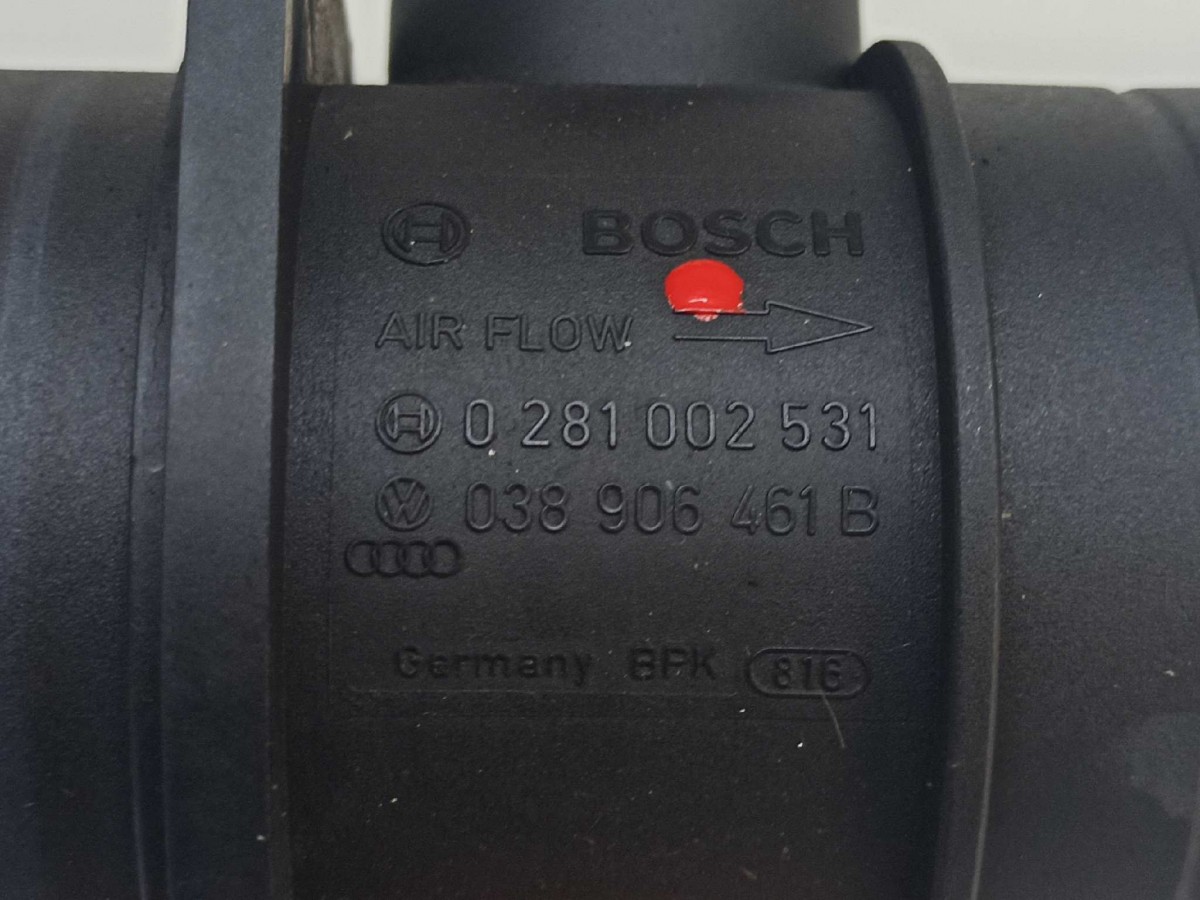 BOSCH
AIR FLOW
0 281 002 531
038 906 461 B
Germany BPK 816